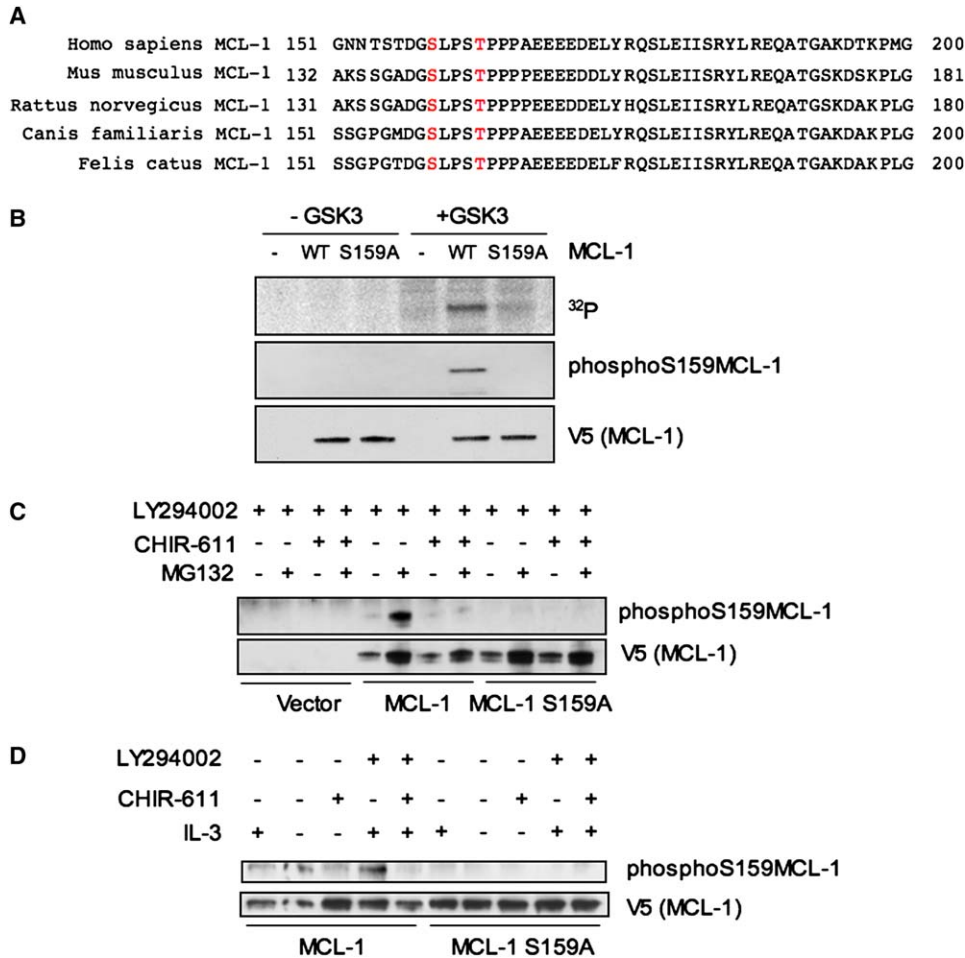 A
Homo sapiens MCL-1 151 GNNTSTDGSLPSTPPPAEEEEDELYRQSLEIISRYLREQATGAKDTKPMG 200
Mus musculus MCL-1 132 AKSSGADGSLPSTPPPPEEEEDDLYRQSLEIISRYLREQATGSKDSKPLG 181
Rattus norvegicus MCL-1 131 AKSSGADGSLPSTPPPPEEEDDELYHQSLEIISRYLREQATGSKDAKPLG 180
Canis familiaris MCL-1 151 SSGPGMDGSLPSTPPPAEEEEDELYRQSLEIISRYLREQATGAKDAKPLG 200
Felis catus MCL-1 151 SSGPGTDGSLPSTPPPAEEEEDELFRQSLEIISRYLREQATGAKDAKPLG 200
B
- GSK3 +GSK3
- WT S159A - WT S159A MCL-1
32P
phosphoS159MCL-1
V5 (MCL-1)
C
LY294002 + + + + + + + + + + + +
CHIR-611 - - + + - - + + - - + +
MG132 - + - + - + - + - + - +
phosphoS159MCL-1
V5 (MCL-1)
Vector MCL-1 MCL-1 S159A
D
LY294002 - - - + + - - - + +
CHIR-611 - - + - + - - + - +
IL-3 + - - + + + - - + +
phosphoS159MCL-1
V5 (MCL-1)
MCL-1 MCL-1 S159A